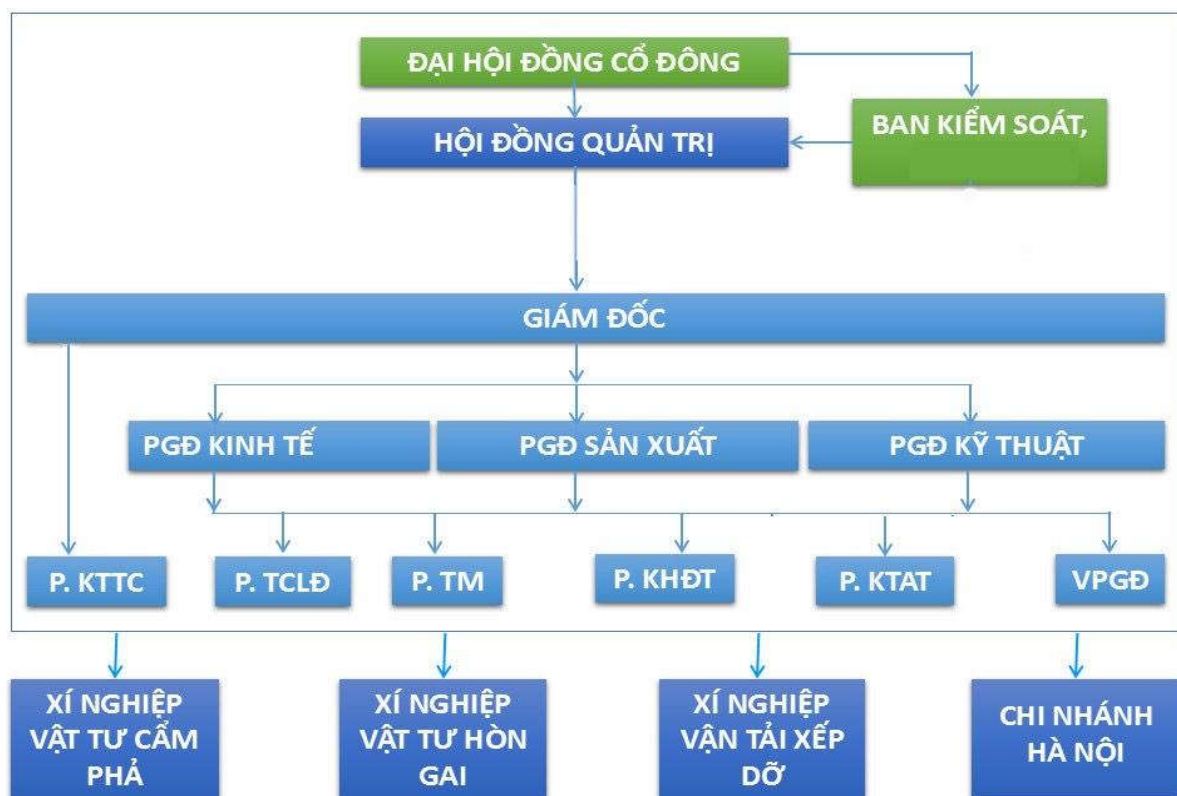 ĐẠI HỘI ĐỒNG CỔ ĐÔNG
BAN KIỂM SOÁT,
HỘI ĐỒNG QUẢN TRỊ
GIÁM ĐỐC
PGĐ KINH TẾ
PGĐ SẢN XUẤT
PGĐ KỸ THUẬT
P. KTTC
P. TCLĐ
P. TM
P. KHĐT
P. KTAT
VPGĐ
XÍ NGHIỆP
VẬT TƯ CẨM
PHẢ
XÍ NGHIỆP
VẬT TƯ HÒN
GAI
XÍ NGHIỆP
VẬN TẢI XẾP
DỠ
CHI NHÁNH
HÀ NỘI